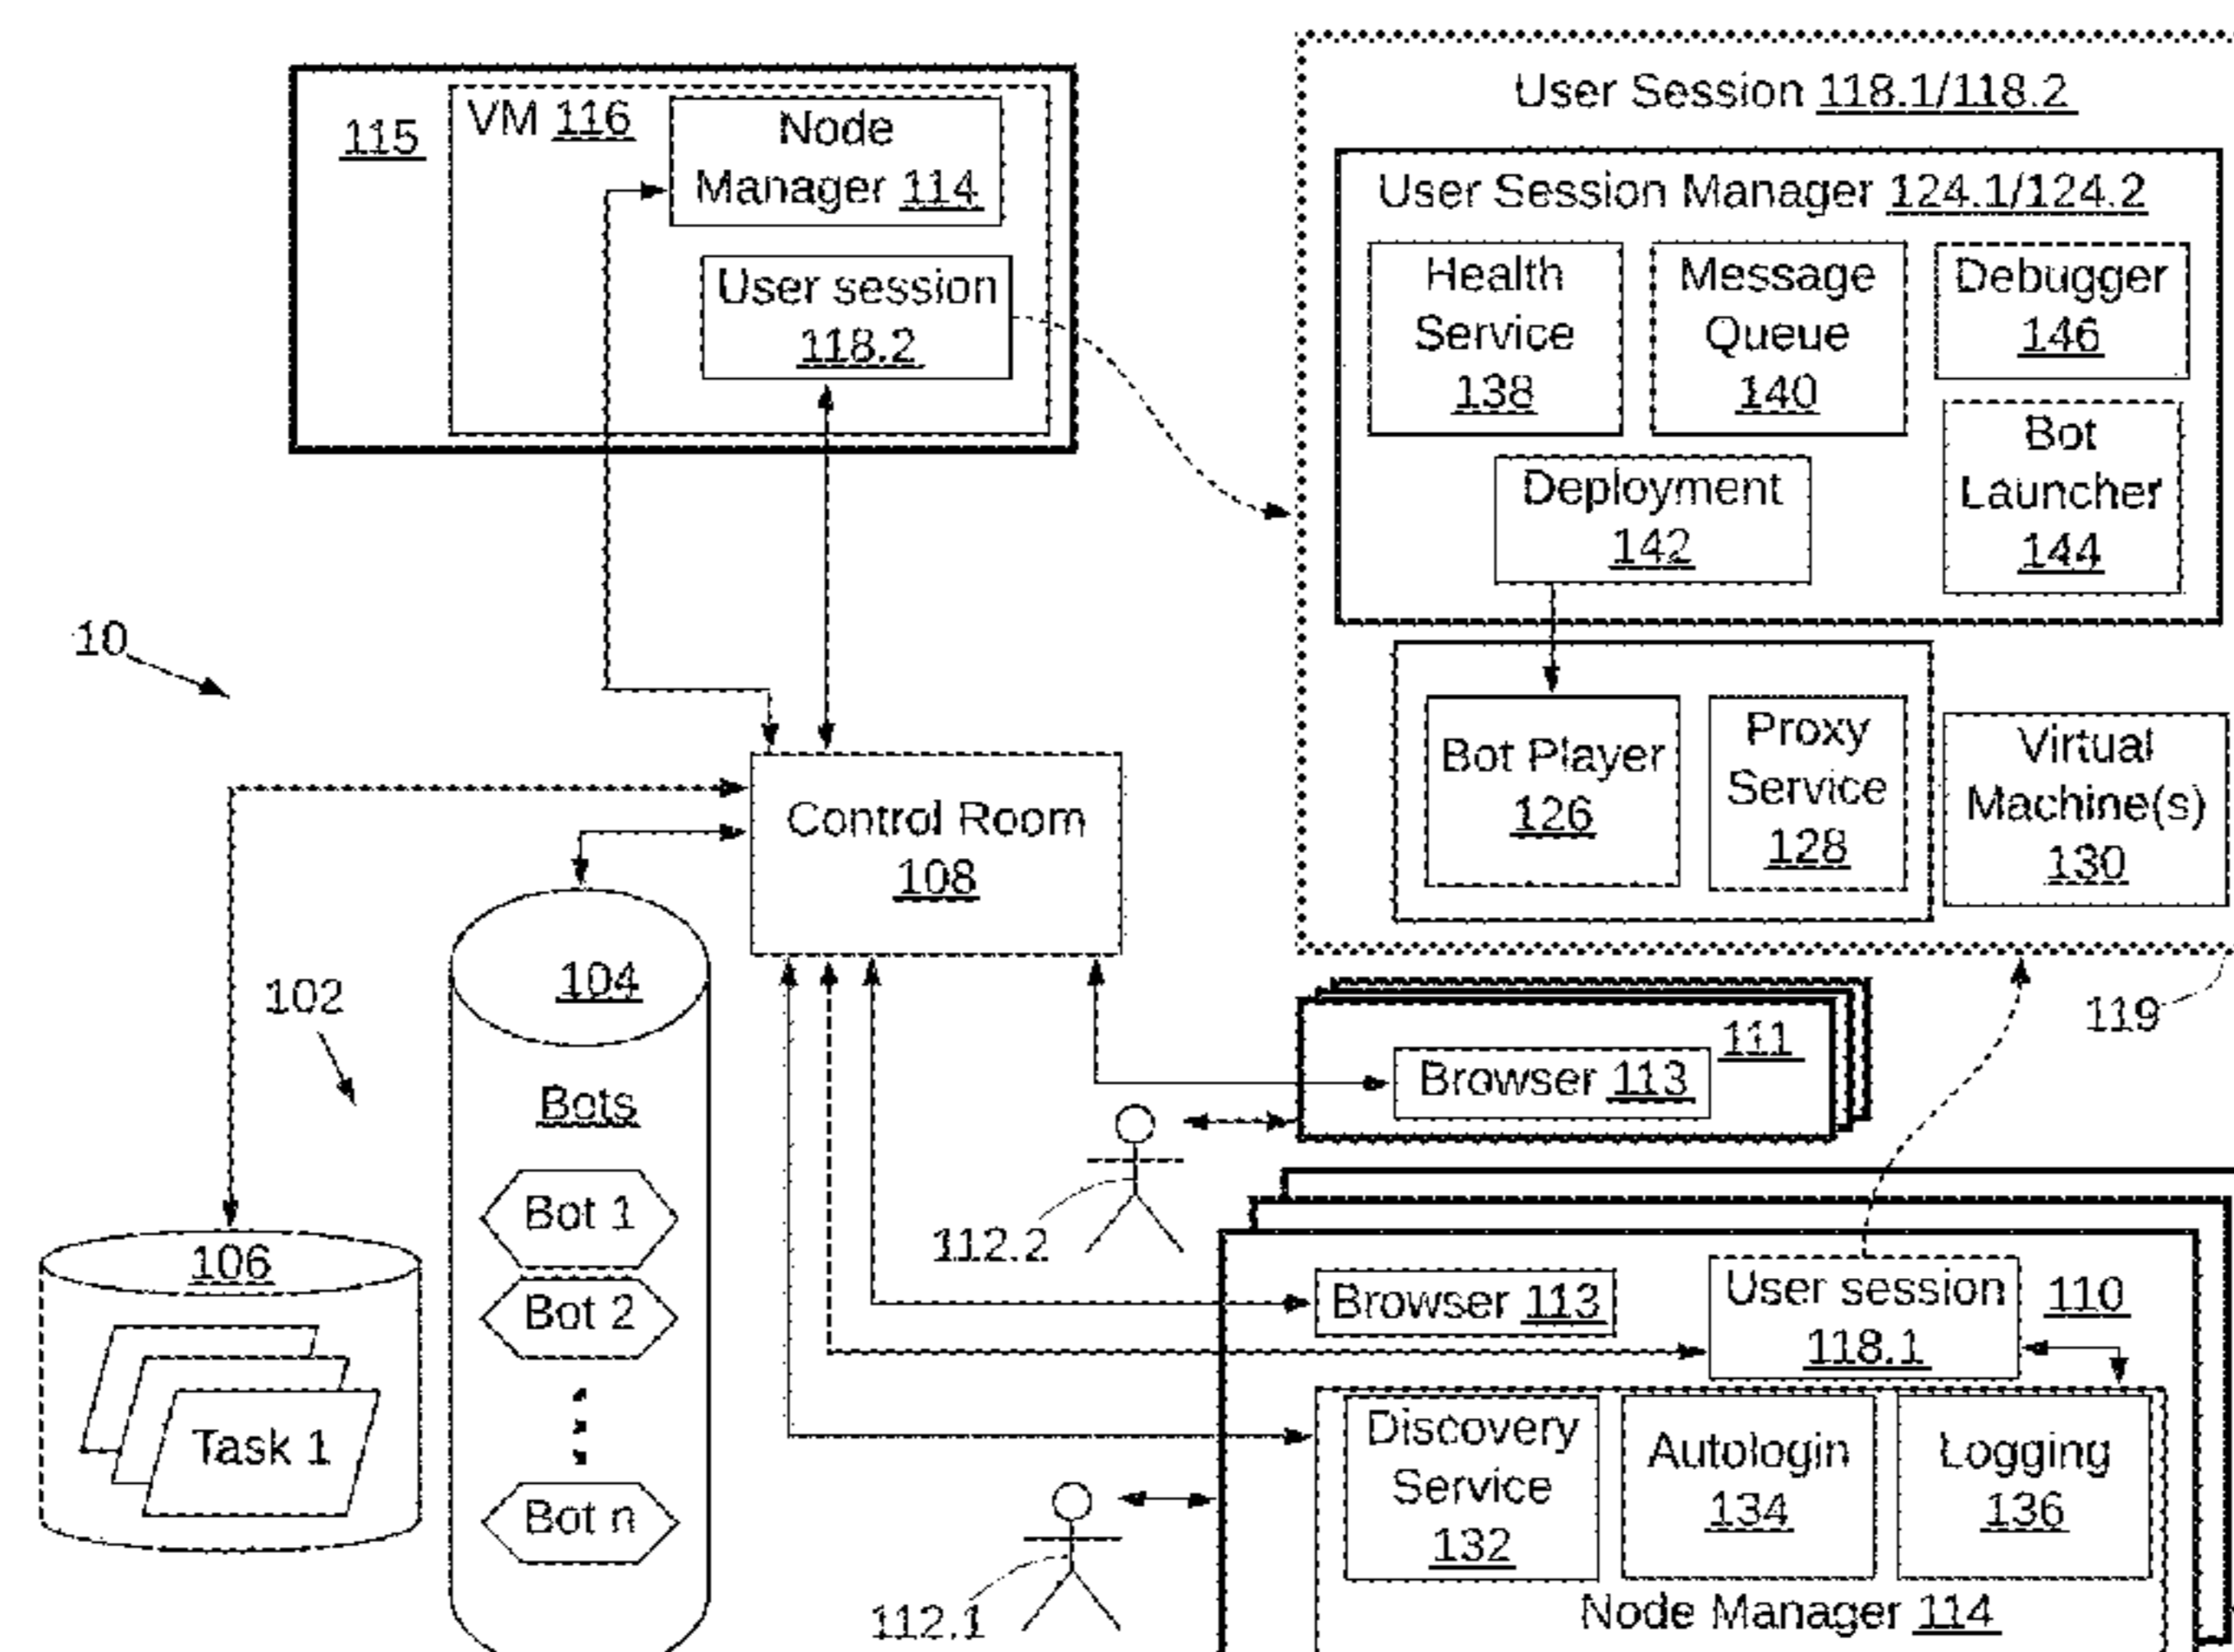 115
VM 116
Node
Manager 114
User session
118.2
User Session 118.1/118.2
User Session Manager 124.1/124.2
Health
Service
138
Message
Queue
140
Debugger
146
Deployment
142
Bot
Launcher
144
Bot Player
126
Proxy
Service
128
Virtual
Machine(s)
130
119
10
102
Control Room
108
104
Bots
Bot 1
Bot 2
Bot n
106
Task 1
111
Browser 113
112.2
Browser 113
User session
118.1
110
Discovery
Service
132
Autologin
134
Logging
136
Node Manager 114
112.1